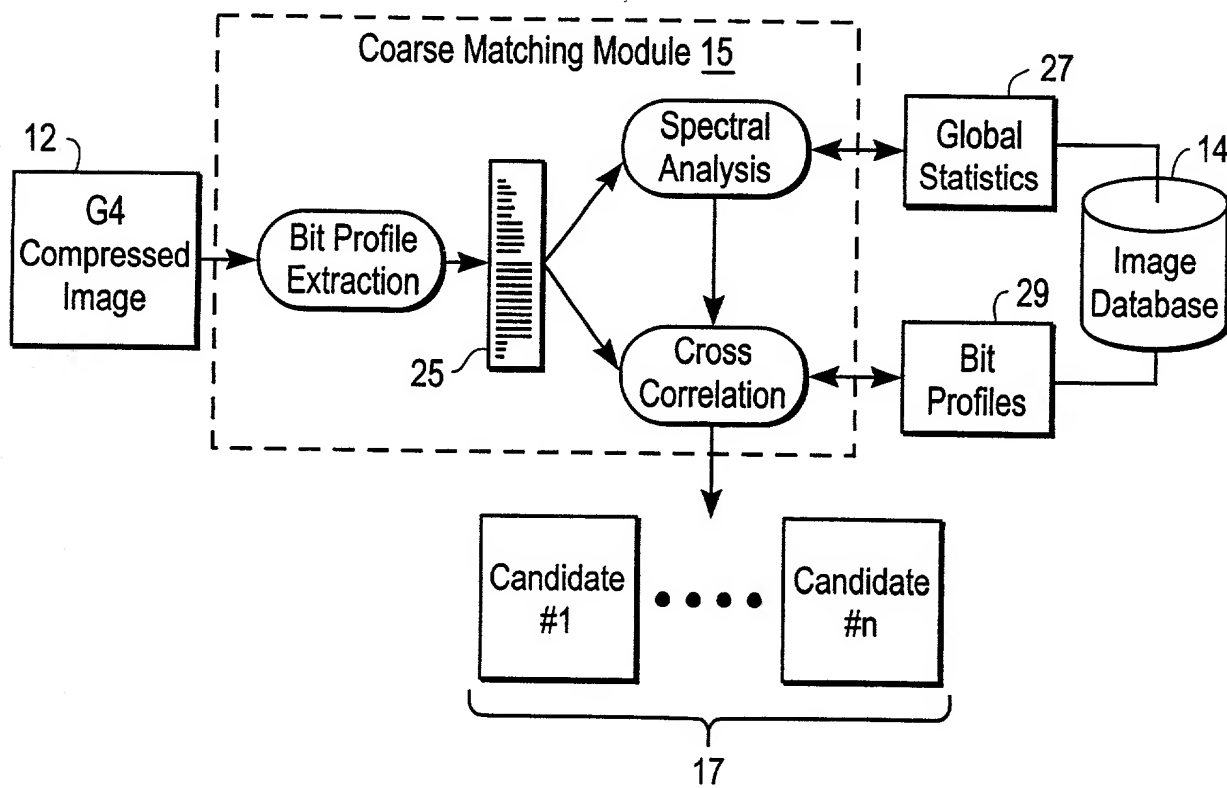 Coarse Matching Module 15
12
G4
Compressed
Image
Bit Profile
Extraction
25
Spectral
Analysis
Cross
Correlation
27
Global
Statistics
14
Image
Database
29
Bit
Profiles
Candidate
#1
Candidate
#n
17